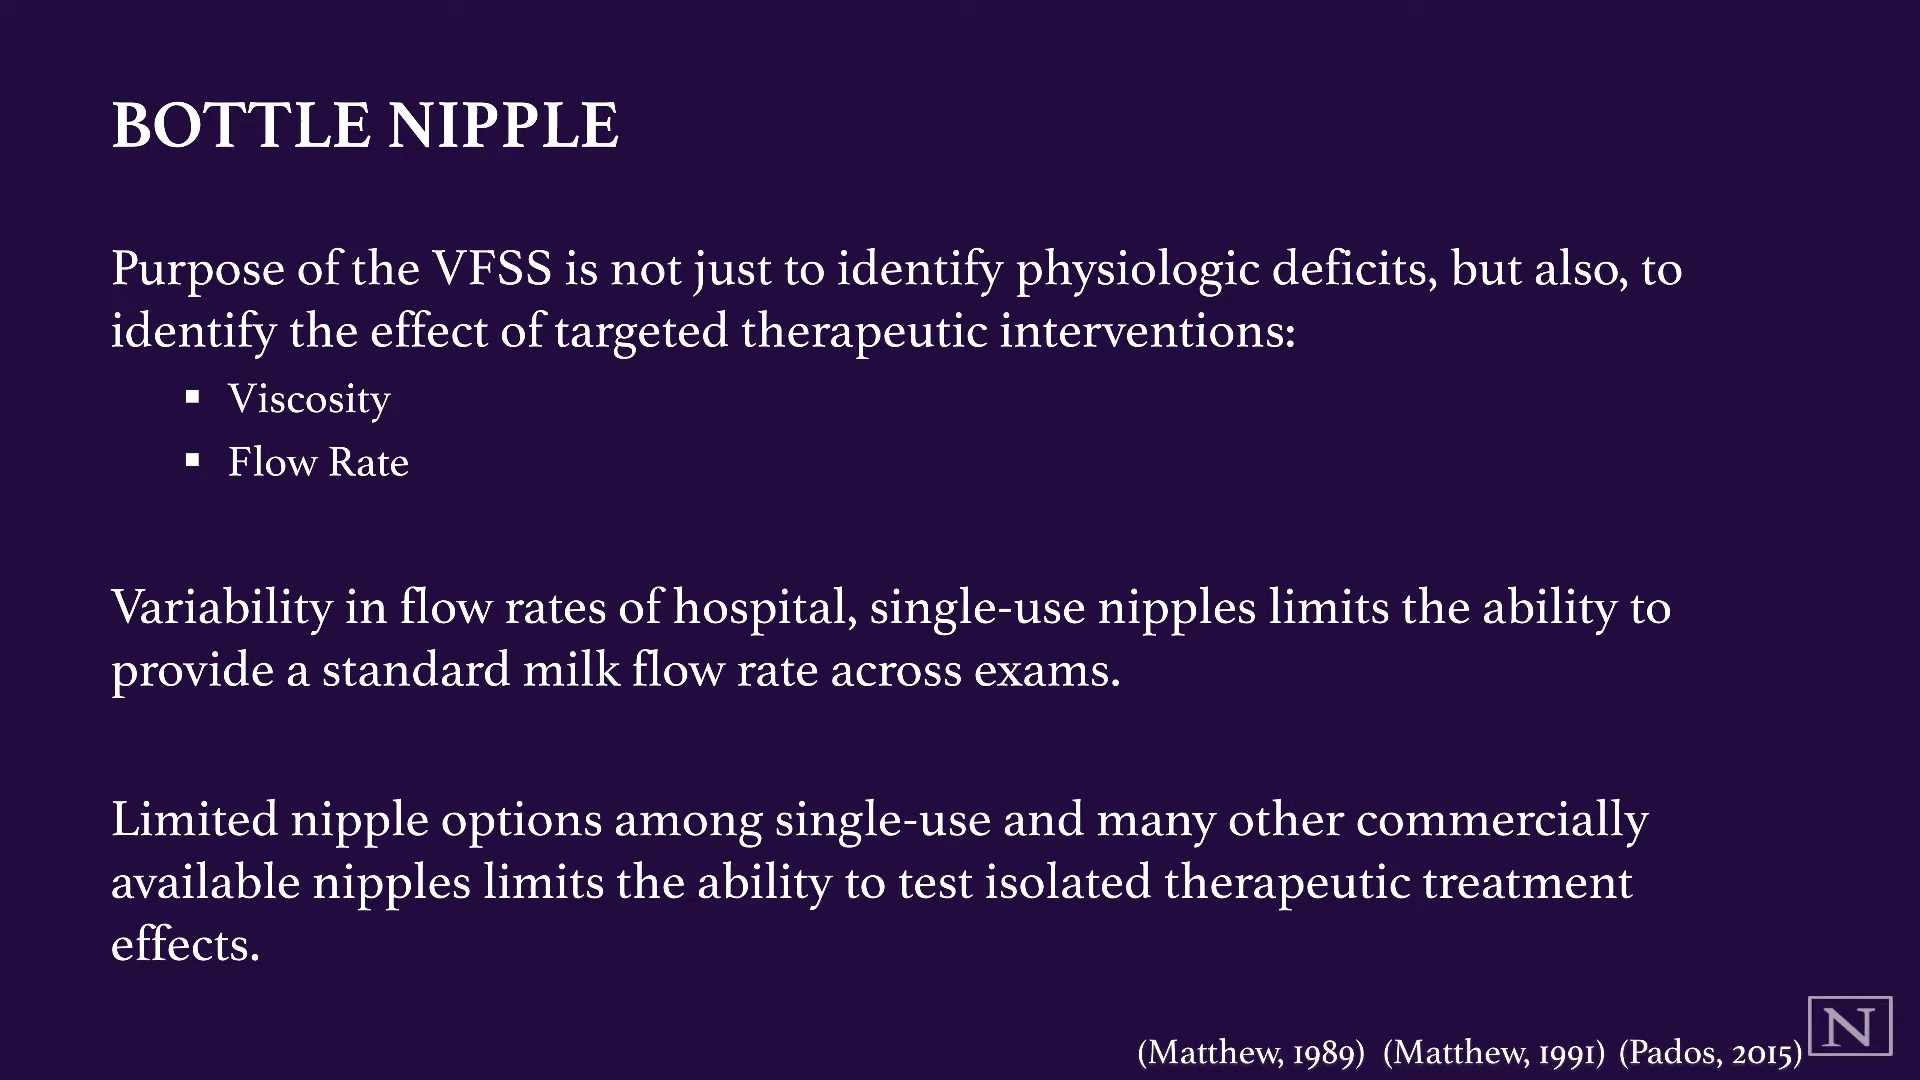 BOTTLE NIPPLE
Purpose of the VFSS is not just to identify physiologic deficits, but also, to
identify the effect of targeted therapeutic interventions:
▪ Viscosity
▪ Flow Rate
Variability in flow rates of hospital, single-use nipples limits the ability to
provide a standard milk flow rate across exams.
Limited nipple options among single-use and many other commercially
available nipples limits the ability to test isolated therapeutic treatment
effects.
(Matthew, 1989) (Matthew, 1991) (Pados, 2015)
N